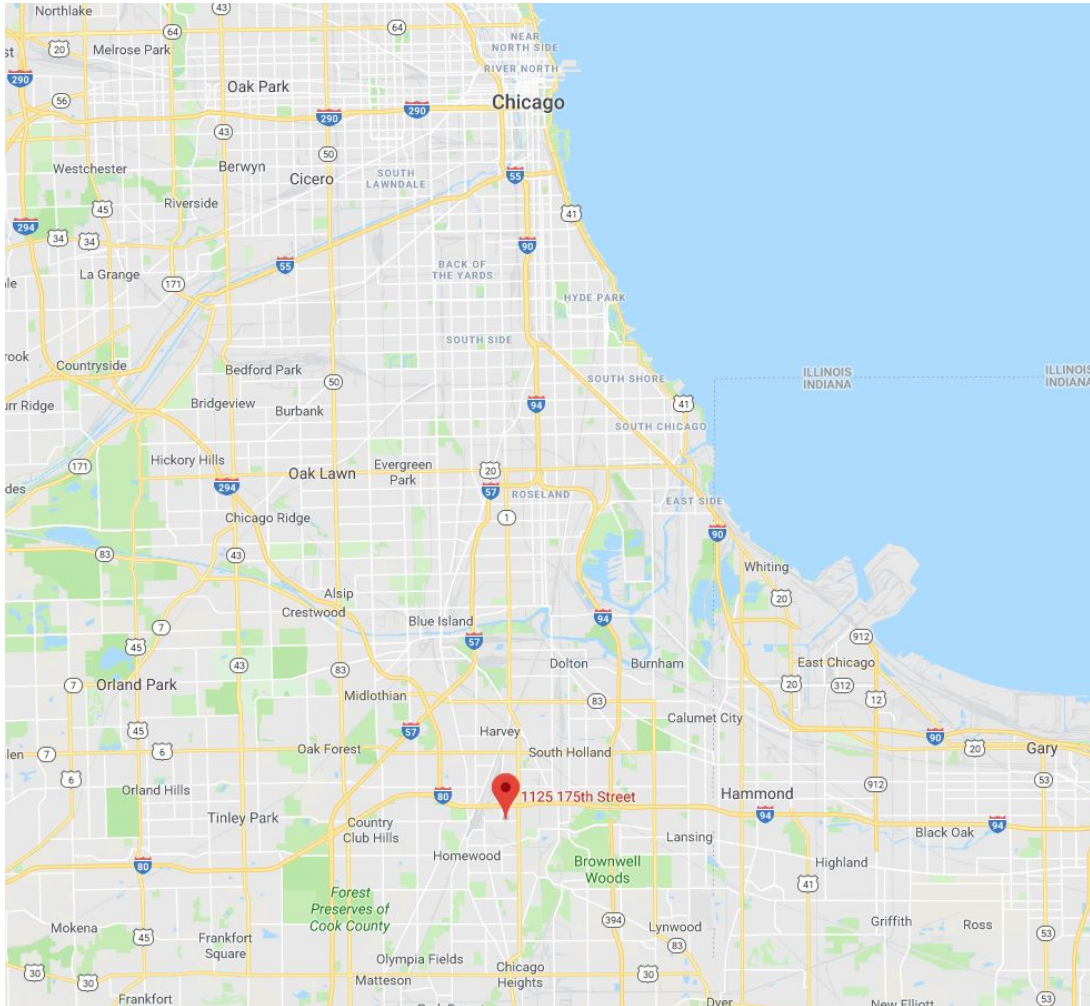 Northlake
43
64
64
NEAR
NORTH SIDE
20
Melrose Park
RIVER NORTH
290
Oak Park
56
290
290
Chicago
43
50
Westchester
Berwyn
Cicero
SOUTH
LAWNDALE
55
45
Riverside
41
294
34
34
90
La Grange
55
BACK OF
THE YARDS
171
HYDE PARK
SOUTH SIDE
Countryside
Bedford Park
50
SOUTH SHORE
ILLINOIS
INDIANA
ILLINOIS
INDIANA
Bridgeview
Burbank
94
41
SOUTH CHICAGO
171
Hickory Hills
Oak Lawn
Evergreen
Park
20
294
57
ROSELAND
EAST SIDE
Chicago Ridge
1
90
83
43
Whiting
Alsip
20
Crestwood
Blue Island
94
7
57
912
45
43
83
Dolton
Burnham
East Chicago
7
Orland Park
Midlothian
83
20
312
12
Calumet City
57
Harvey
45
90
7
6
Oak Forest
South Holland
20
Gary
6
53
Orland Hills
80
1125 175th Street
Hammond
912
Tinley Park
Country
Club Hills
94
94
Lansing
Black Oak
80
Homewood
Brownwell
Woods
Highland
41
Forest
Preserves of
Cook County
394
Mokena
45
Frankfort
Square
Lynwood
83
Griffith
Ross
53
30
Olympia Fields
Chicago
Heights
30
30
Matteson
Frankfort
Dyer
53